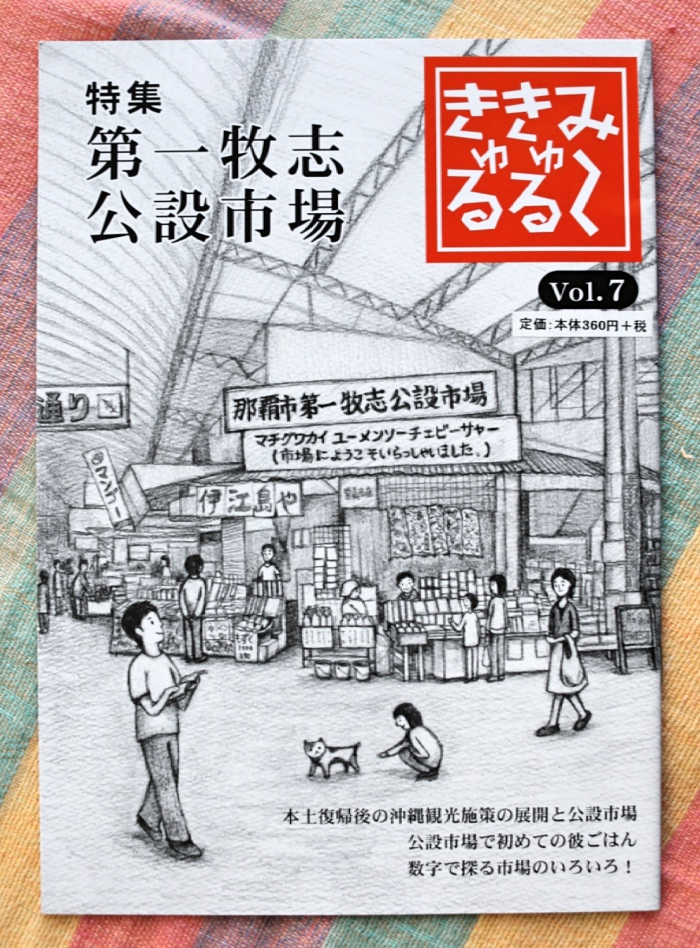 特集
第一牧志
公設市場
み〜
きゅる
きゅる
Vol.7
定価:本体360円+税
通り
那覇市第一牧志公設市場
マチグワカイ ユーメンソーチェビーサャー
(市場にようこそいらっしゃいました。)
伊江島や
もずく
本土復帰後の沖縄観光施策の展開と公設市場
公設市場で初めての彼ごはん
数字で探る市場のいろいろ!